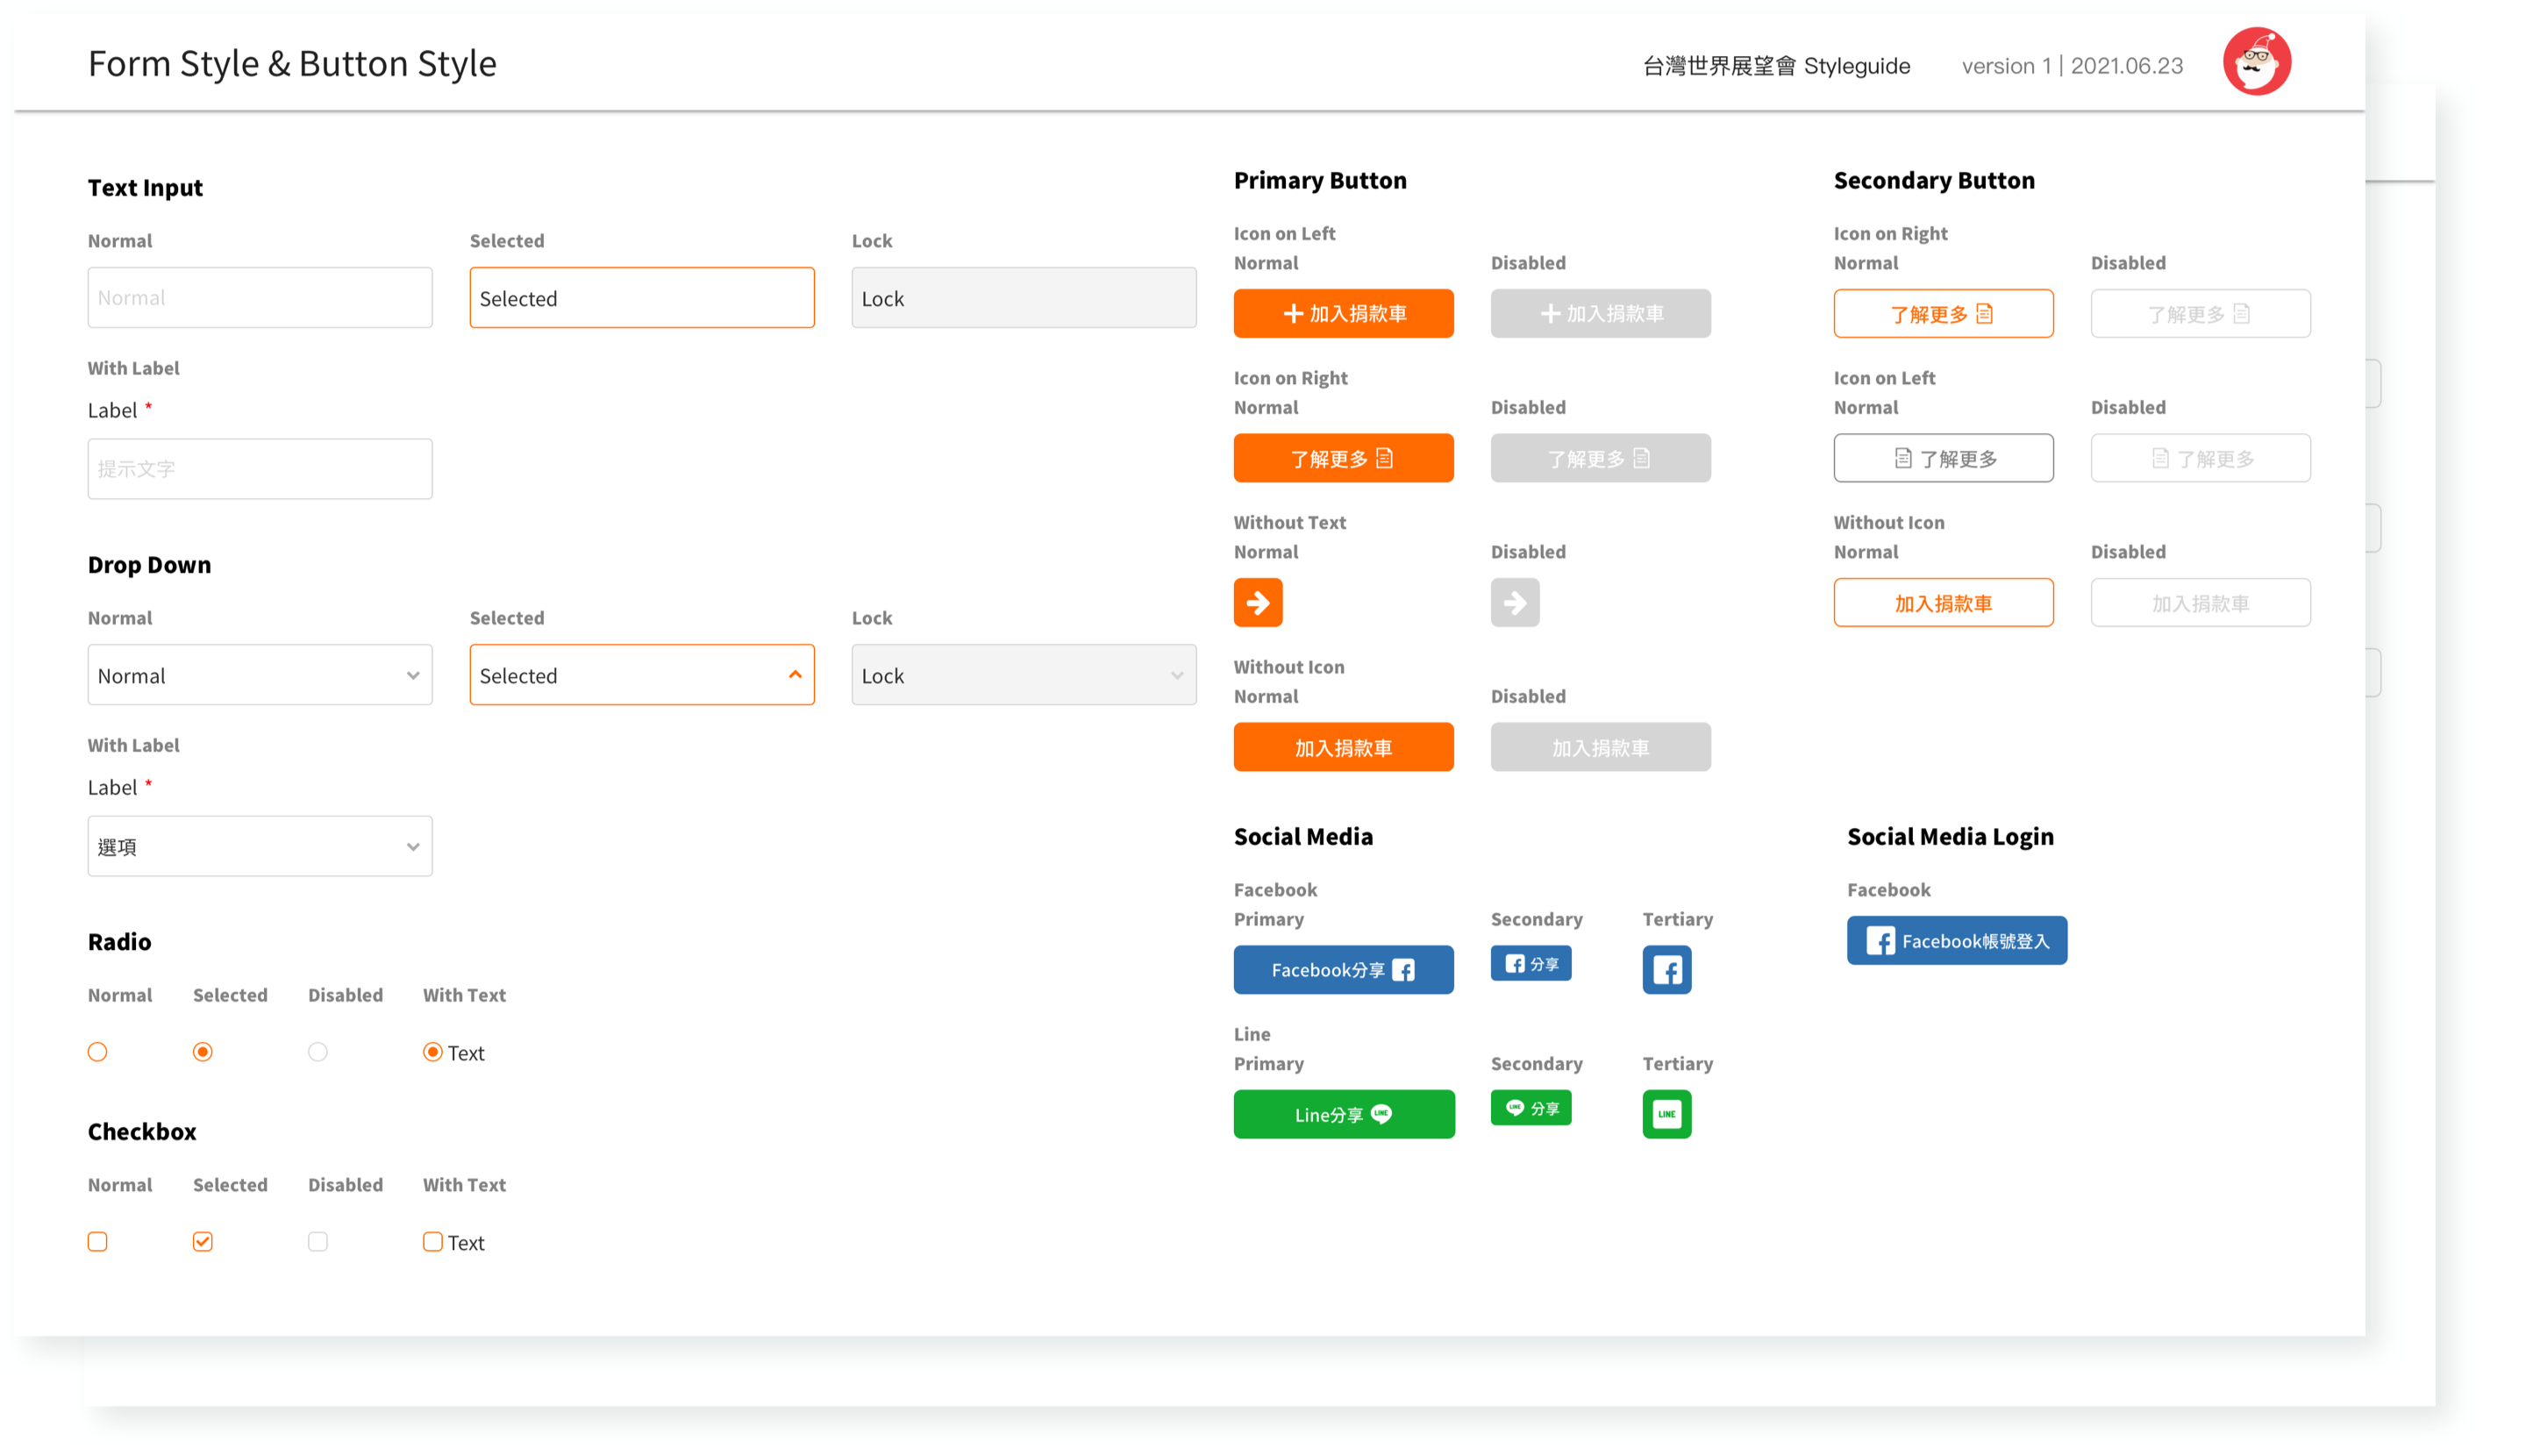 Form Style & Button Style
台灣世界展望會 Styleguide
version 1 | 2021.06.23
Text Input
Normal Selected Lock
Normal Selected Lock
With Label
Label *
提示文字
Drop Down
Normal Selected Lock
Normal Selected Lock
With Label
Label *
選項
Radio
Normal Selected Disabled With Text
Text
Checkbox
Normal Selected Disabled With Text
Text
Primary Button
Icon on Left
Normal Disabled
加入捐款車 加入捐款車
Icon on Right
Normal Disabled
了解更多 了解更多
Without Text
Normal Disabled
Without Icon
Normal Disabled
加入捐款車 加入捐款車
Secondary Button
Icon on Right
Normal Disabled
了解更多 了解更多
Icon on Left
Normal Disabled
了解更多 了解更多
Without Icon
Normal Disabled
加入捐款車 加入捐款車
Social Media
Facebook
Primary Secondary Tertiary
Facebook分享 分享
Line
Primary Secondary Tertiary
Line分享 LINE LINE 分享 LINE
Social Media Login
Facebook
Facebook帳號登入